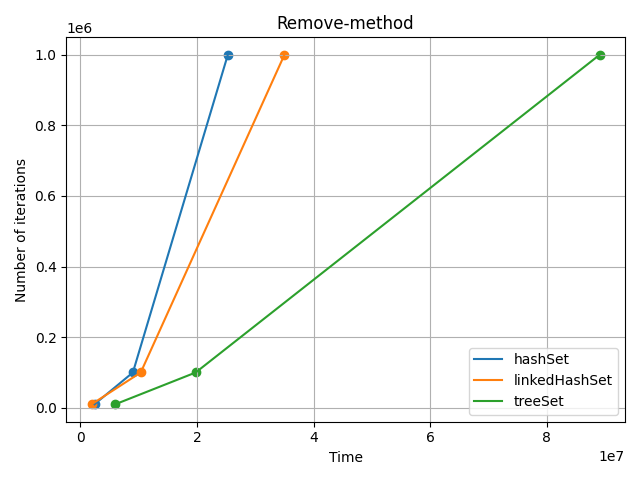 Remove-method
1e6
1.0
0.8
0.6
0.4
0.2
0.0
Number of iterations
0 2 4 6 8
1e7
Time
hashSet
linkedHashSet
treeSet